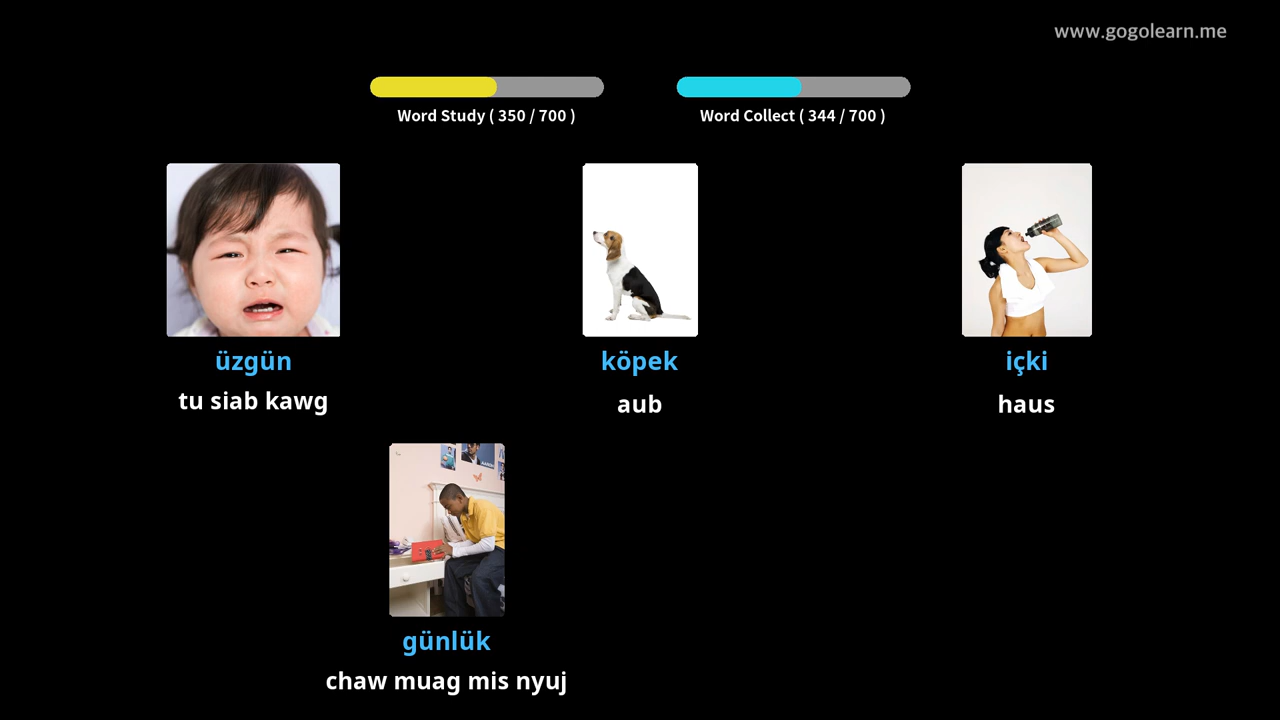 www.gogolearn.me
Word Study ( 350 / 700 )
Word Collect ( 344 / 700 )
üzgün
köpek
içki
tu siab kawg
aub
haus
günlük
chaw muag mis nyuj